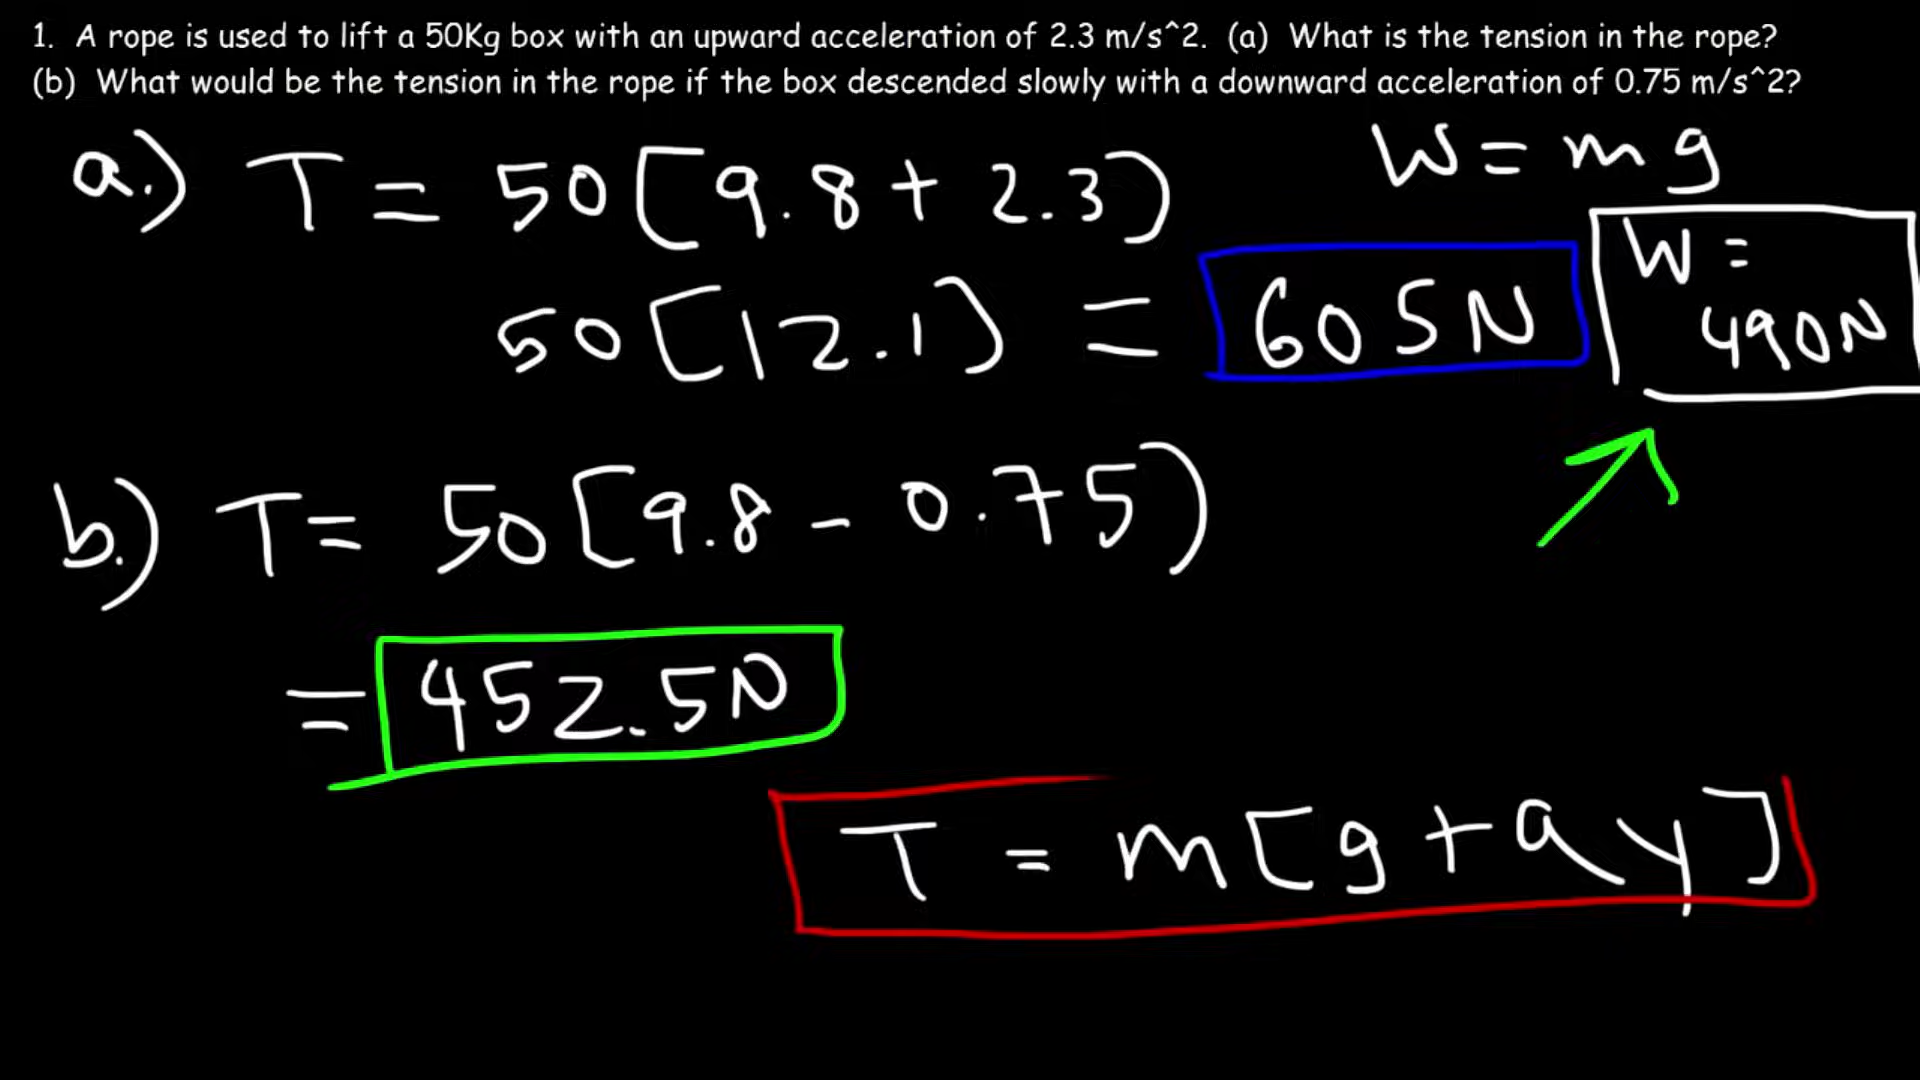 1. A rope is used to lift a 50Kg box with an upward acceleration of 2.3 m/s^2. (a) What is the tension in the rope?
(b) What would be the tension in the rope if the box descended slowly with a downward acceleration of 0.75 m/s^2?
W = mg
a.) T = 50[9.8 + 2.3)
W =
490N
50[12.1) = 605N
b.) T = 50[9.8 - 0.75)
= 452.5N
T = m[g + ay]